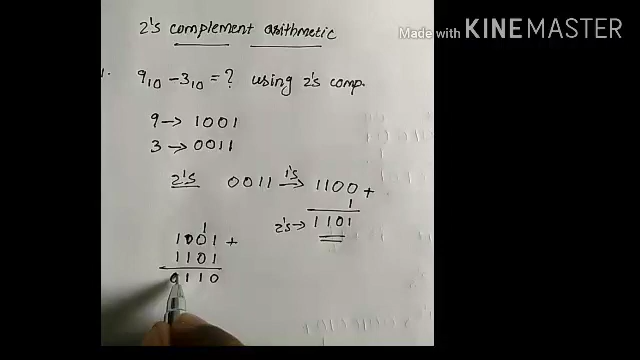 2's complement arithmetic
Made with KINEMASTER
1. 9₁₀ - 3₁₀ = ? using 2's comp.
9 → 1001
3 → 0011
2's 0011 1's→ 1100 +
1
2's → 1101
1
1001 +
1101
0110